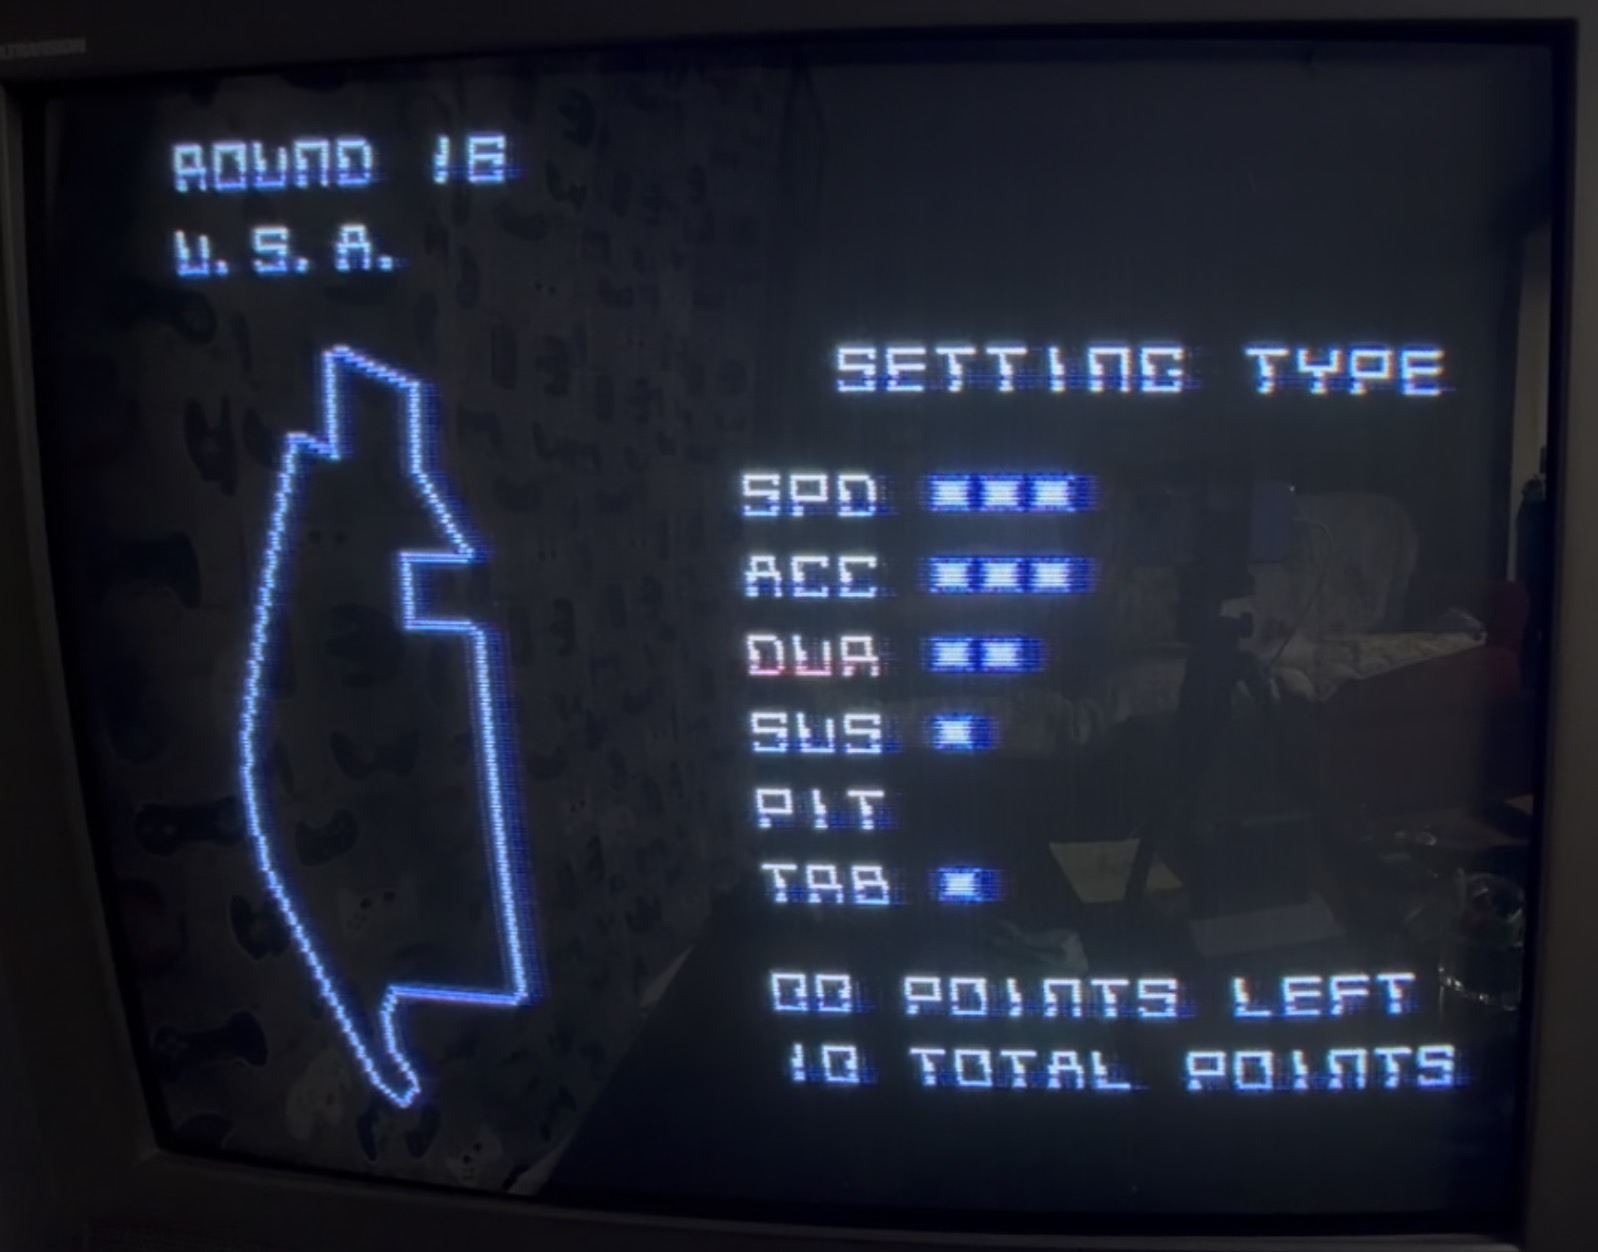 ROUND 16
U.S.A.
SETTING TYPE
SPD
ACC
DUR
SUS
PIT
TAB
00 POINTS LEFT
10 TOTAL POINTS